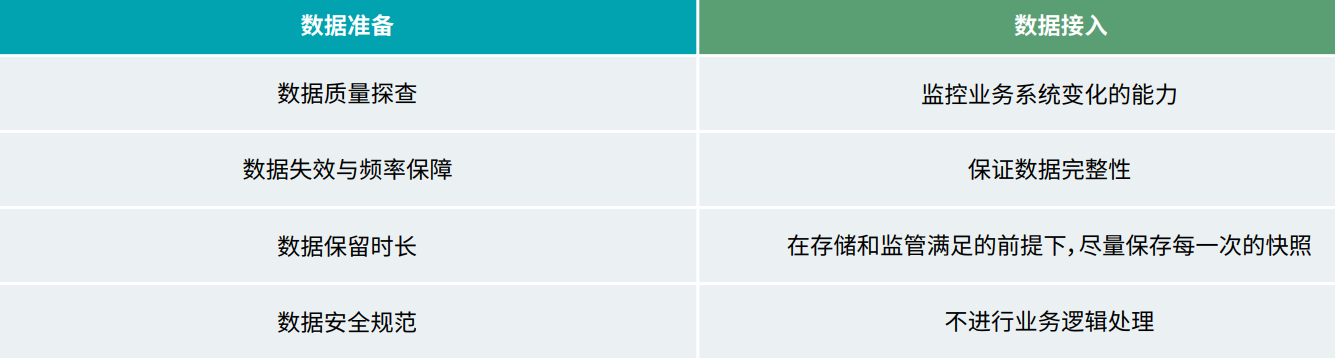 数据准备
数据接入
数据质量探查
监控业务系统变化的能力
数据失效与频率保障
保证数据完整性
数据保留时长
在存储和监管满足的前提下，尽量保存每一次的快照
数据安全规范
不进行业务逻辑处理